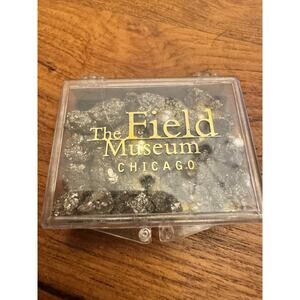 The Field
Museum
CHICAGO